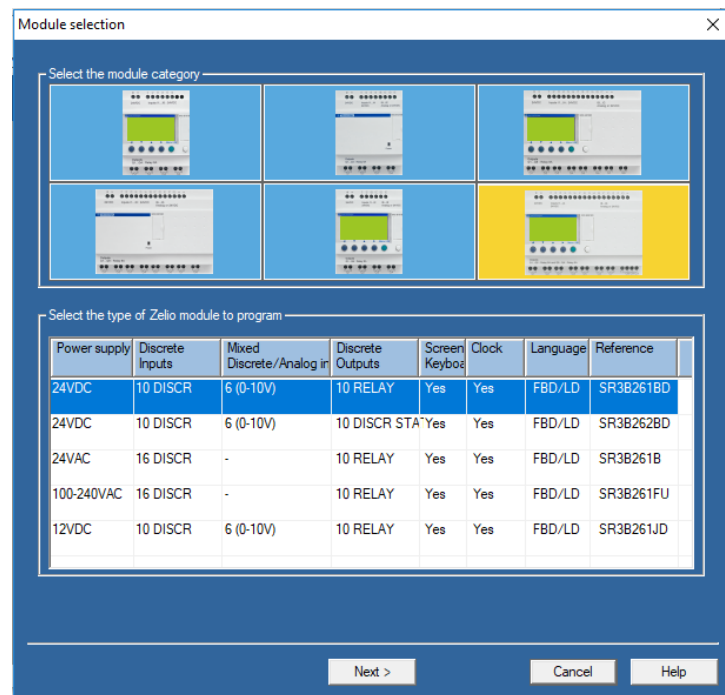 Module selection
Select the module category
Select the type of Zelio module to program
Power supply Discrete Inputs Mixed Discrete/Analog in Discrete Outputs Screen Keyboa Clock Language Reference
24VDC 10 DISCR 6 (0-10V) 10 RELAY Yes Yes FBD/LD SR3B261BD
24VDC 10 DISCR 6 (0-10V) 10 DISCR STA Yes Yes FBD/LD SR3B262BD
24VAC 16 DISCR - 10 RELAY Yes Yes FBD/LD SR3B261B
100-240VAC 16 DISCR - 10 RELAY Yes Yes FBD/LD SR3B261FU
12VDC 10 DISCR 6 (0-10V) 10 RELAY Yes Yes FBD/LD SR3B261JD
Next > Cancel Help